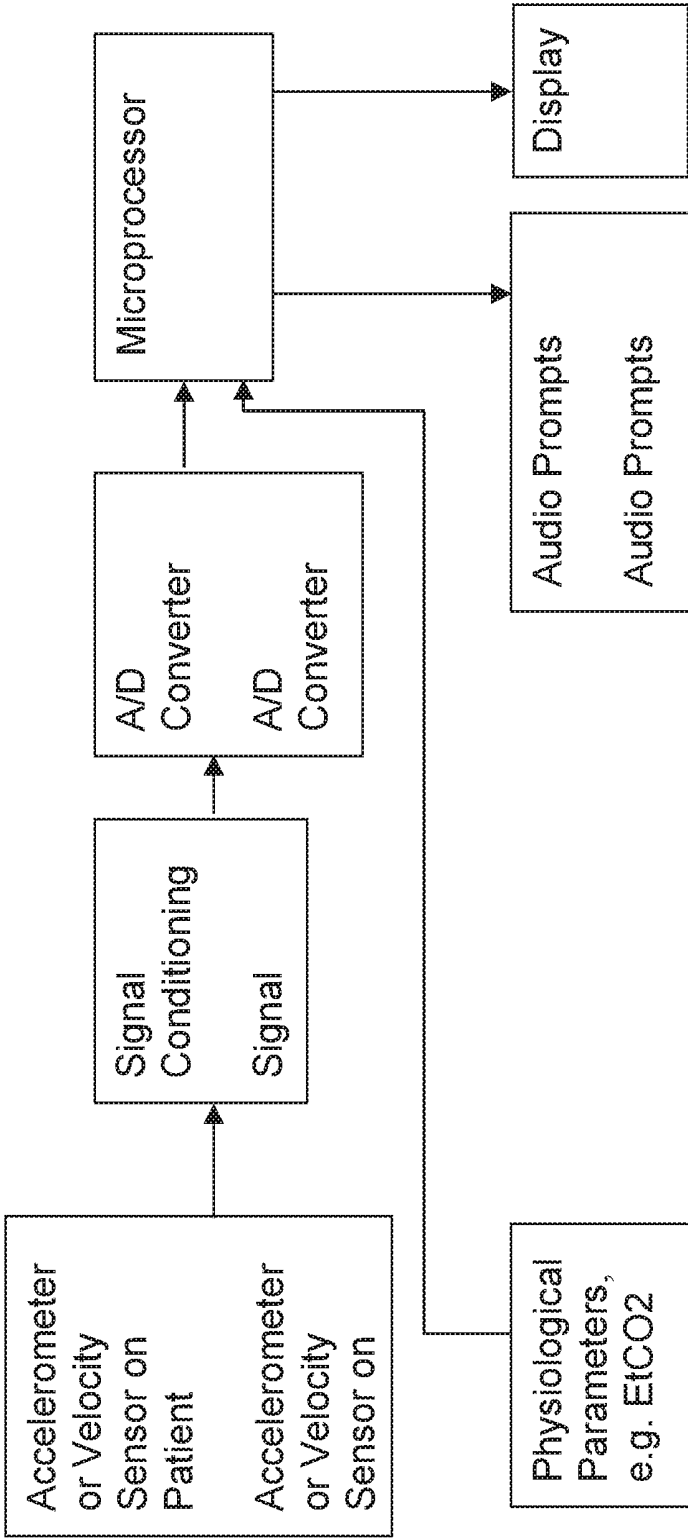 Accelerometer
or Velocity
Sensor on
Patient
Accelerometer
or Velocity
Sensor on
Signal
Conditioning
Signal
A/D
Converter
A/D
Converter
Microprocessor
Physiological
Parameters,
e.g. EtCO2
Audio Prompts
Audio Prompts
Display